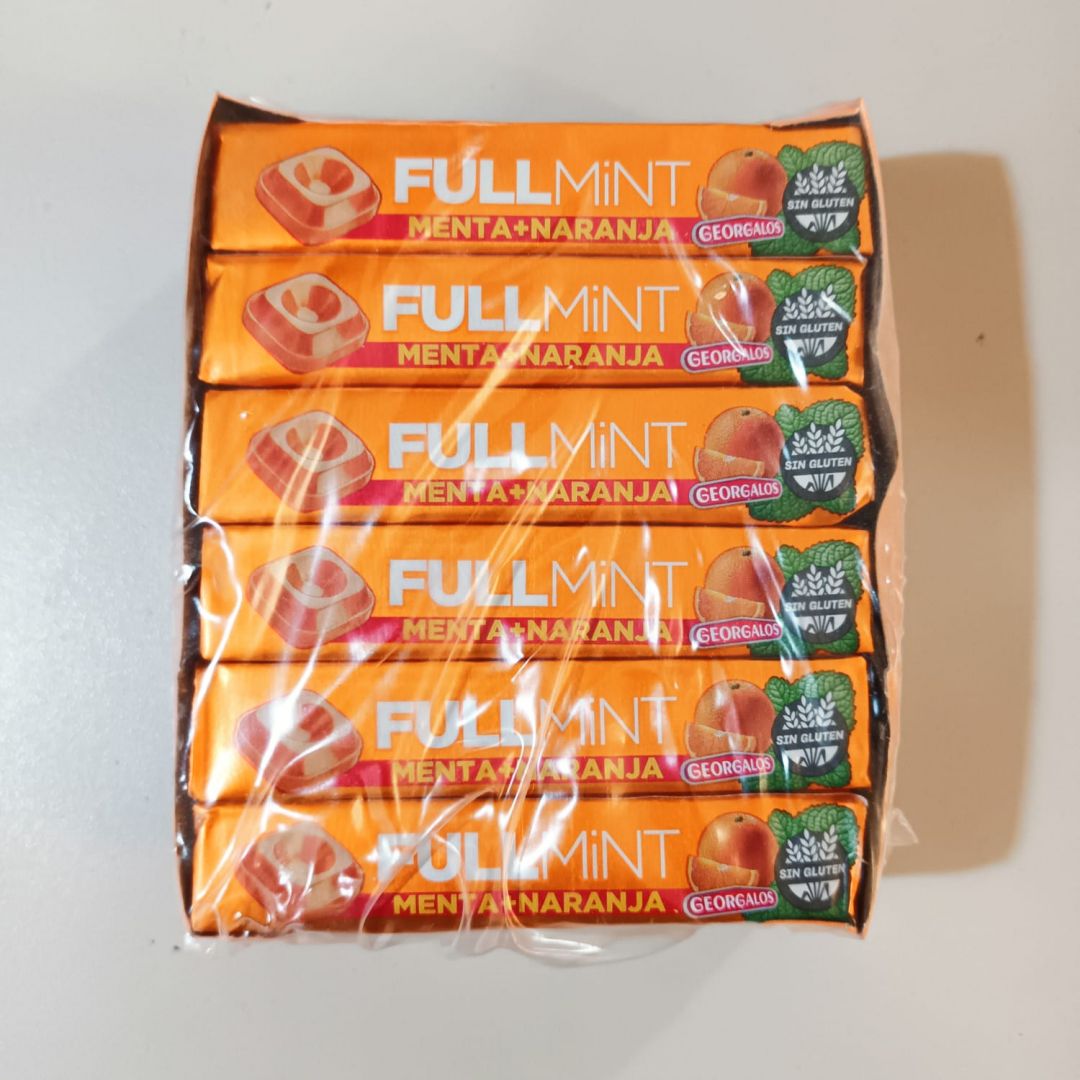 FULLMiNT
MENTA+NARANJA
GEORGALOS
SIN GLUTEN
FULLMiNT
MENTA+NARANJA
GEORGALOS
SIN GLUTEN
FULLMiNT
MENTA+NARANJA
GEORGALOS
SIN GLUTEN
FULLMiNT
MENTA+NARANJA
GEORGALOS
SIN GLUTEN
FULLMiNT
MENTA+NARANJA
GEORGALOS
SIN GLUTEN
FULLMiNT
MENTA+NARANJA
GEORGALOS
SIN GLUTEN